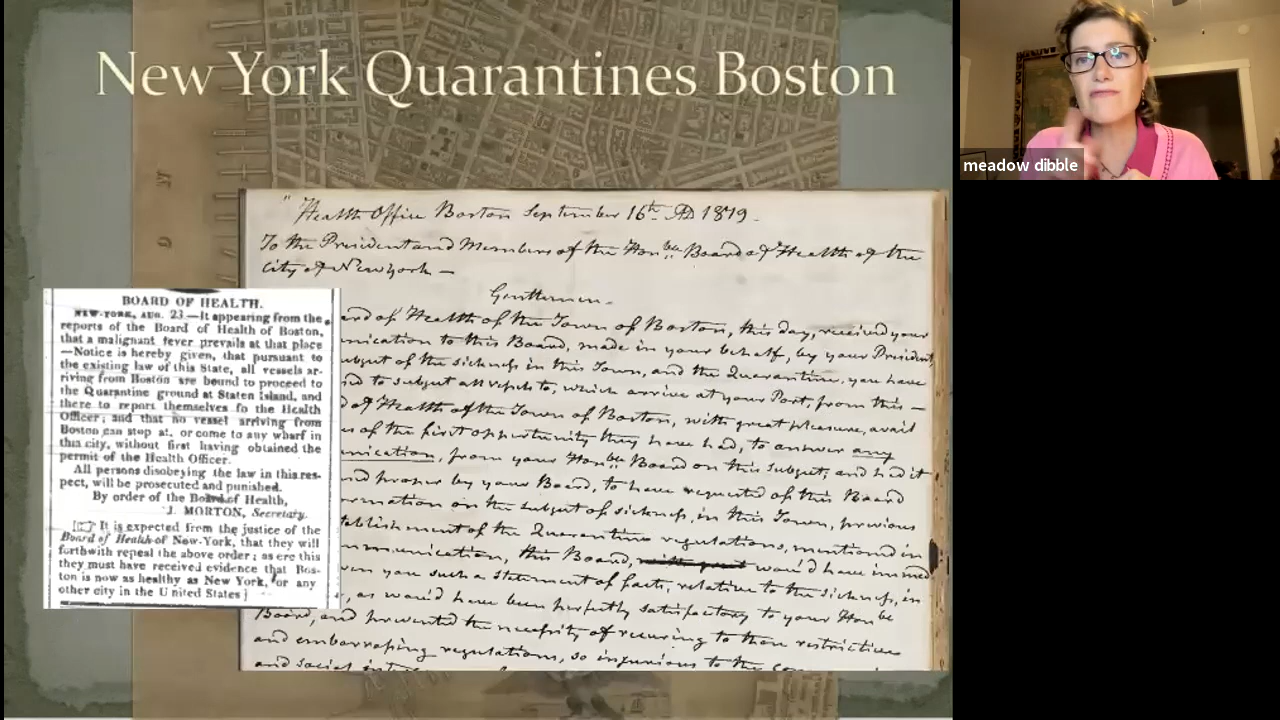 New York Quarantines Boston
meadow dibble
"Health Office Boston September 16th. AD 1819.
To the President and Members of the Honble. Board of Health of the
City of Newyork —
Gentlemen.
of Health of the Town of Boston, this day, received your
to this Board, made in your behalf, by your President,
of the sickness in this Town, and the Quarantine, you have
to subject all vessels to, which arrive at your Port, from this —
of Health of the Town of Boston, with great pleasure, avail
of the first opportunity they have had, to answer any
from your Honble. Board on this subject; and had it
proper by your Board, to have requested of this Board
on the subject of sickness, in this Town, previous
of the Quarantine regulations, mentioned in
this Board, would have immed
you such a statement of facts, relative to the sickness, in
, as would have been perfectly satisfactory to your Honble
Board, and prevented the necessity of recuring to those restrictive
and embarrassing regulations, so injurious to the
and social
BOARD OF HEALTH.
NEW-YORK, AUG. 23.—It appearing from the
reports of the Board of Health of Boston,
that a malignant fever prevails at that place
—Notice is hereby given, that pursuant to
the existing law of this State, all vessels ar-
riving from Boston are bound to proceed to
the Quarantine ground at Staten Island, and
there to report themselves to the Health
Officer; and that no vessel arriving from
Boston can stop at, or come to any wharf in
this city, without first having obtained the
permit of the Health Officer.
All persons disobeying the law in this res-
pect, will be prosecuted and punished.
By order of the Board of Health,
J. MORTON, Secretary.
[☞ It is expected from the justice of the
Board of Health of New-York, that they will
forthwith repeal the above order; as ere this
they must have received evidence that Bos-
ton is now as healthy as New York, or any
other city in the United States]